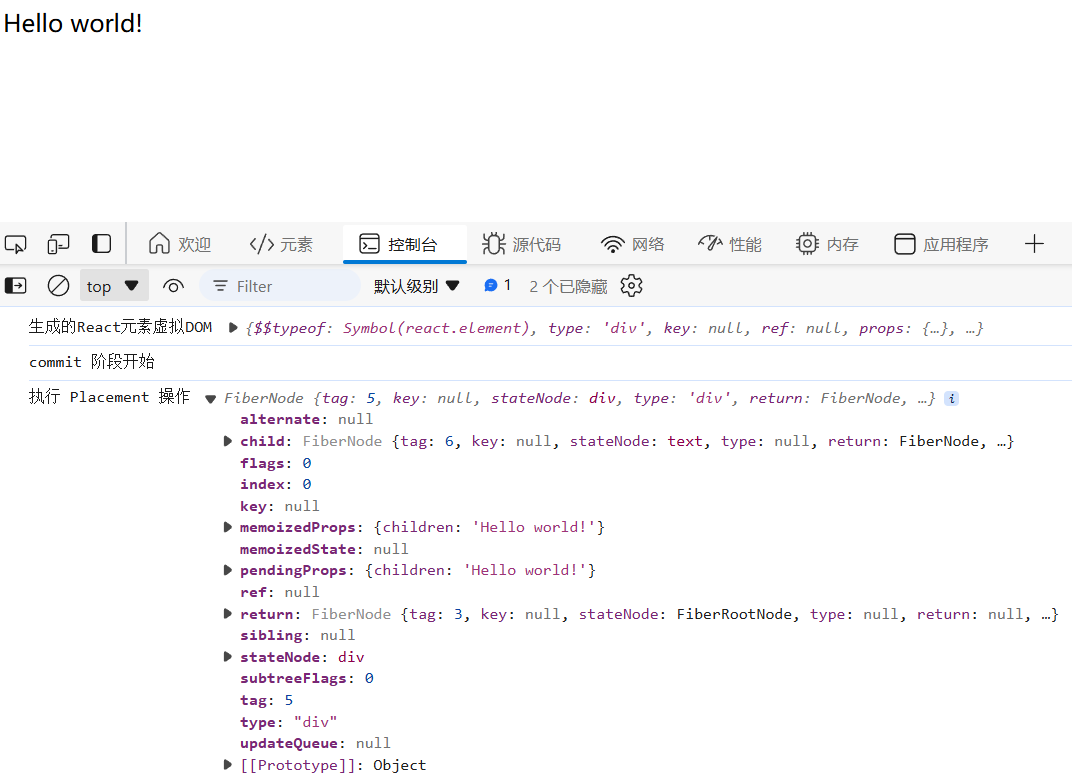 Hello world!
欢迎 元素 控制台 源代码 网络 性能 内存 应用程序
top Filter 默认级别 1 2 个已隐藏
生成的React元素虚拟DOM {$$typeof: Symbol(react.element), type: 'div', key: null, ref: null, props: {…}, …}
commit 阶段开始
执行 Placement 操作 FiberNode {tag: 5, key: null, stateNode: div, type: 'div', return: FiberNode, …}
alternate: null
child: FiberNode {tag: 6, key: null, stateNode: text, type: null, return: FiberNode, …}
flags: 0
index: 0
key: null
memoizedProps: {children: 'Hello world!'}
memoizedState: null
pendingProps: {children: 'Hello world!'}
ref: null
return: FiberNode {tag: 3, key: null, stateNode: FiberRootNode, type: null, return: null, …}
sibling: null
stateNode: div
subtreeFlags: 0
tag: 5
type: "div"
updateQueue: null
[[Prototype]]: Object